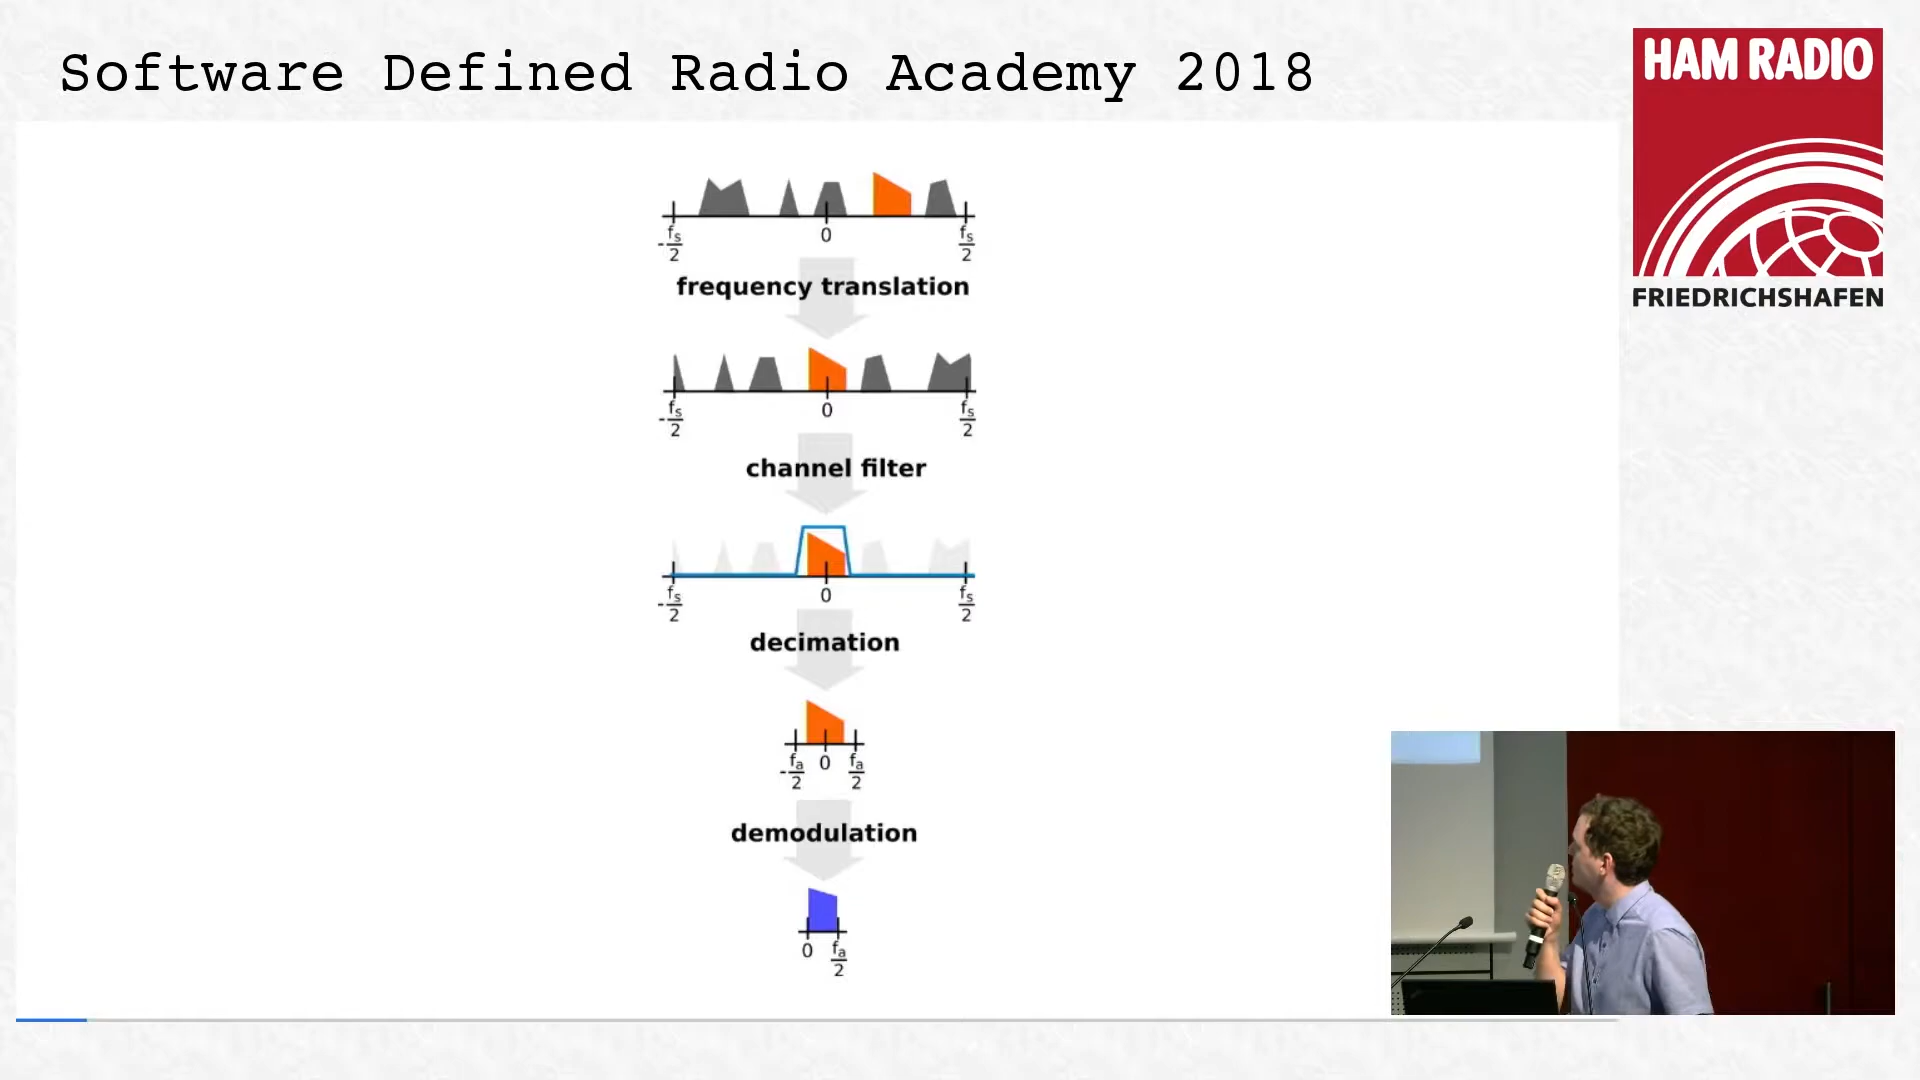 Software Defined Radio Academy 2018
HAM RADIO
FRIEDRICHSHAFEN
-fs/2 0 fs/2
frequency translation
-fs/2 0 fs/2
channel filter
-fs/2 0 fs/2
decimation
-fa/2 0 fa/2
demodulation
0 fa/2